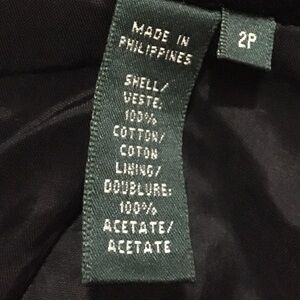 MADE IN
PHILIPPINES
2P
SHELL/
VESTE:
100%
COTTON/
COTON
LINING/
DOUBLURE:
100%
ACETATE/
ACETATE